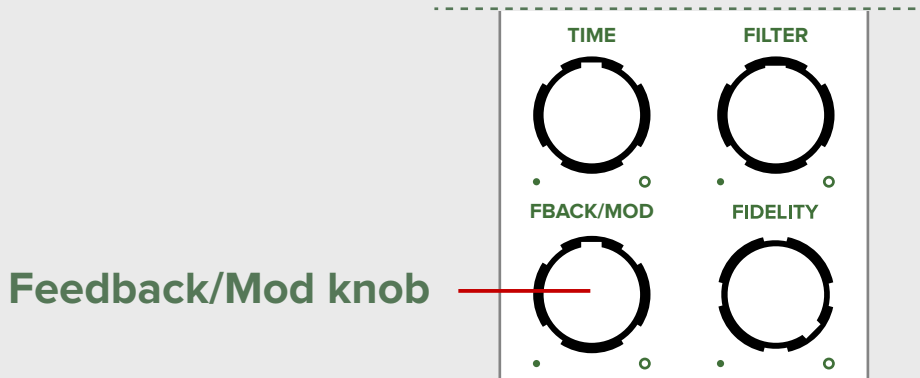 TIME
FILTER
FBACK/MOD
FIDELITY
Feedback/Mod knob